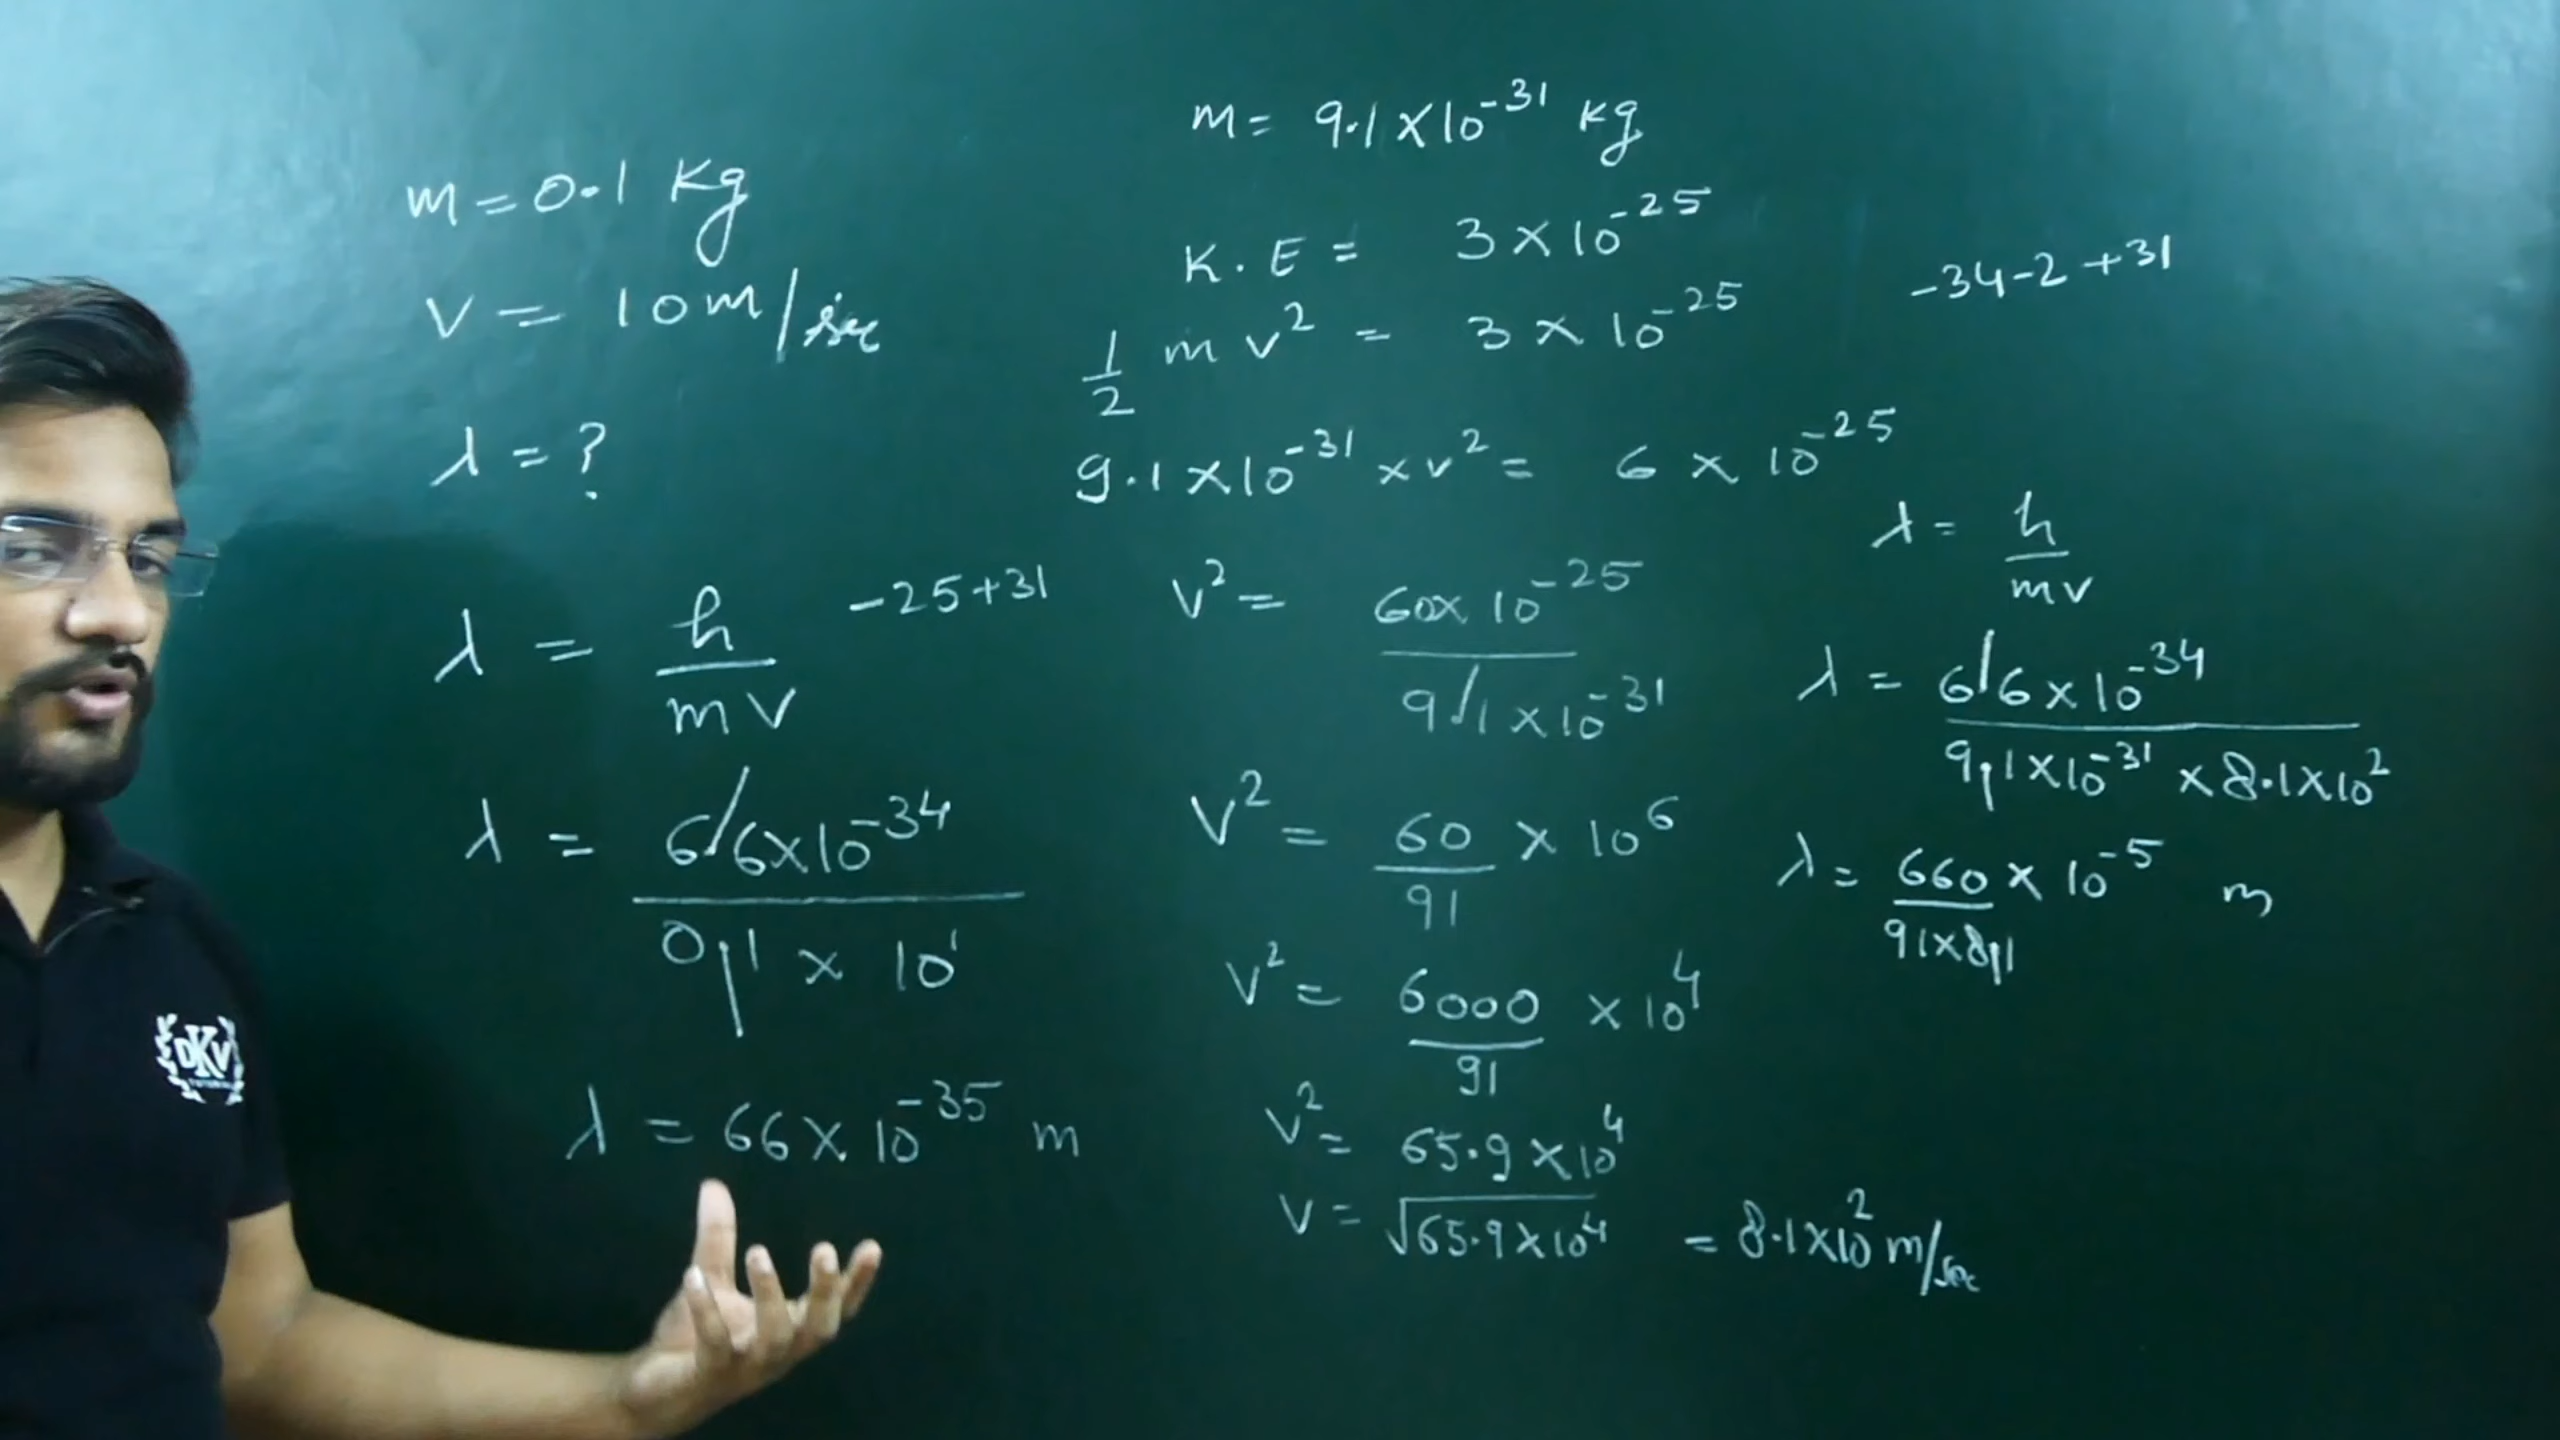 m = 0.1 Kg
v = 10 m/sec
λ = ?
λ = h/mv
-25+31
λ = 6/6×10^-34 / 0/1 × 10^1
λ = 66×10^-35 m
m = 9.1×10^-31 kg
K.E = 3×10^-25
1/2 m v^2 = 3×10^-25
9.1×10^-31 × v^2 = 6×10^-25
v^2 = 60×10^-25 / 9/1×10^-31
v^2 = 60/91 × 10^6
v^2 = 6000/91 × 10^4
v^2 = 65.9×10^4
v = √65.9×10^4 = 8.1×10^2 m/sec
-34-2+31
λ = h/mv
λ = 6/6×10^-34 / 9/1×10^-31 × 8.1×10^2
λ = 660/91×8/1 × 10^-5 m
DKV